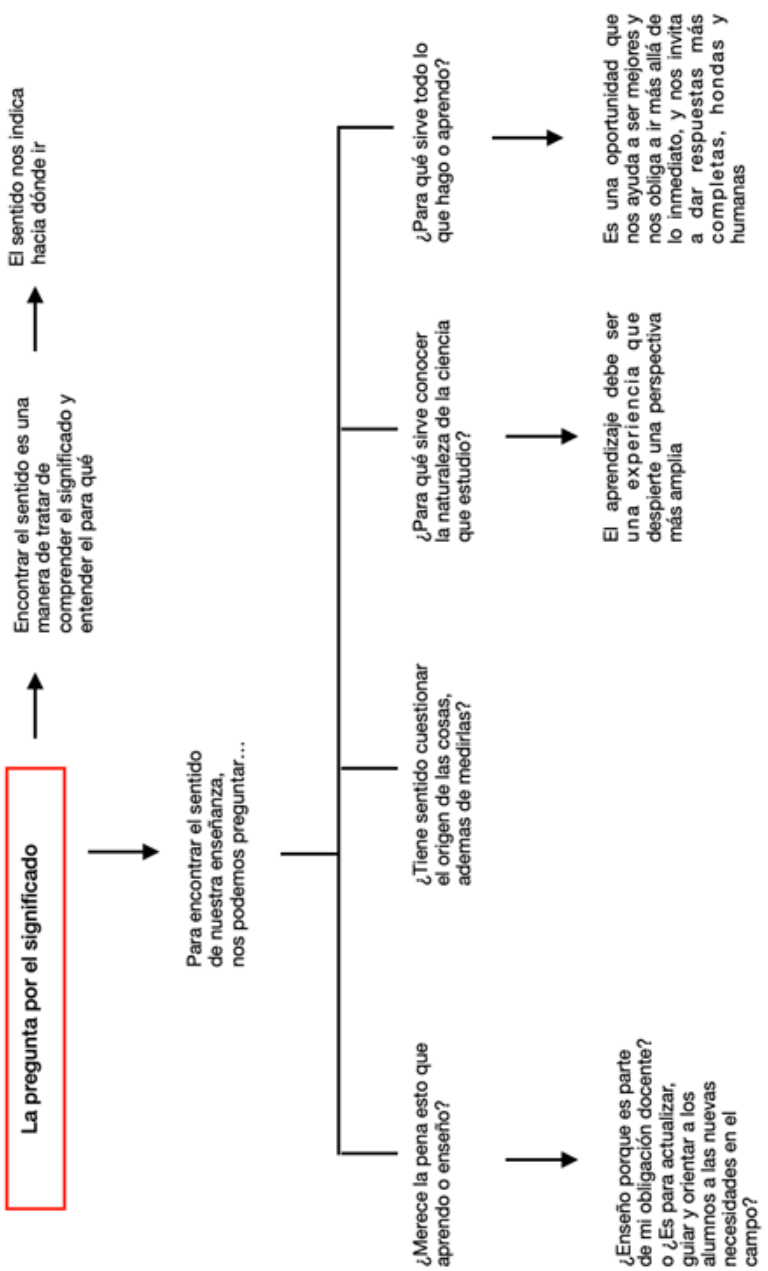 La pregunta por el significado
Encontrar el sentido es una
manera de tratar de
comprender el significado y
entender el para qué
El sentido nos indica
hacia dónde ir
Para encontrar el sentido
de nuestra enseñanza,
nos podemos preguntar…
¿Merece la pena esto que
aprendo o enseño?
¿Tiene sentido cuestionar
el origen de las cosas,
ademas de medirlas?
¿Para qué sirve conocer
la naturaleza de la ciencia
que estudio?
¿Para qué sirve todo lo
que hago o aprendo?
¿Enseño porque es parte
de mi obligación docente?
o ¿Es para actualizar,
guiar y orientar a los
alumnos a las nuevas
necesidades en el
campo?
El aprendizaje debe ser
una experiencia que
despierte una perspectiva
más amplia
Es una oportunidad que
nos ayuda a ser mejores y
nos obliga a ir más allá de
lo inmediato, y nos invita
a dar respuestas más
completas, hondas y
humanas